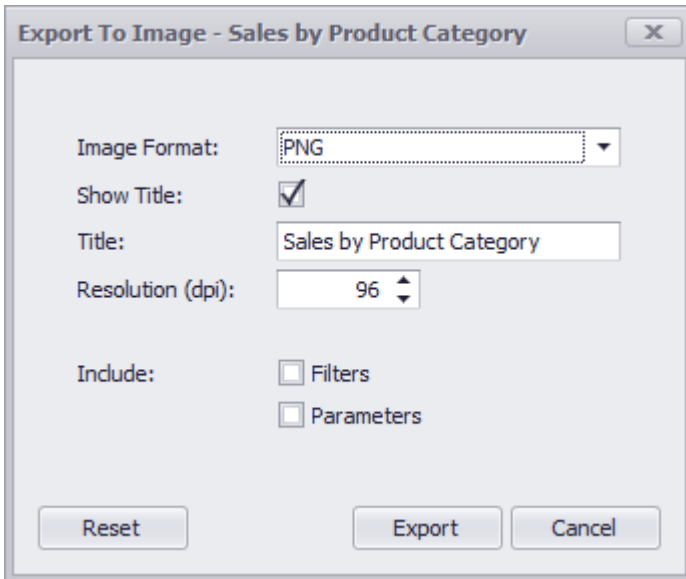 Export To Image - Sales by Product Category
Image Format: PNG
Show Title:
Title: Sales by Product Category
Resolution (dpi): 96
Include: Filters
Parameters
Reset Export Cancel